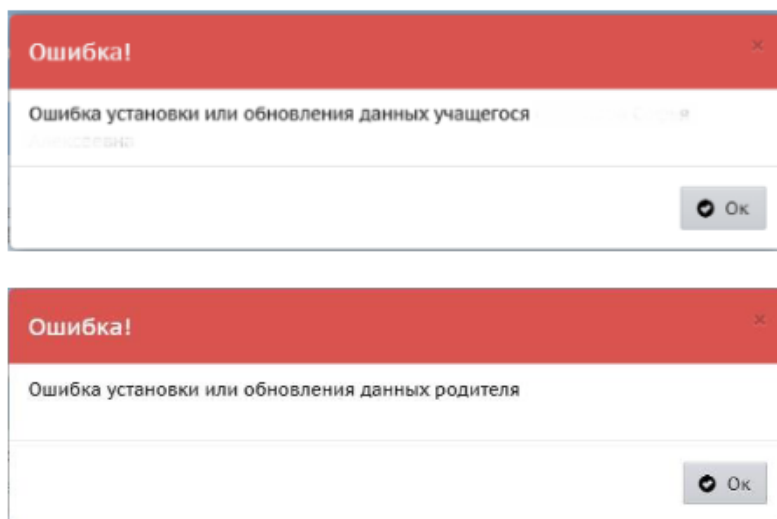 Ошибка!
Ошибка установки или обновления данных учащегося
Ок
Ошибка!
Ошибка установки или обновления данных родителя
Ок